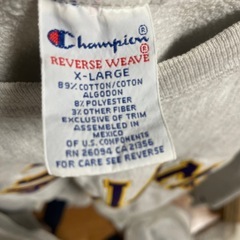 Champion®
REVERSE WEAVE®
X-LARGE
89% COTTON/COTON
ALGODON
8% POLYESTER
3% OTHER FIBER
EXCLUSIVE OF TRIM
ASSEMBLED IN
MEXICO
OF U.S. COMPONENTS
RN 26094 CA 21356
FOR CARE SEE REVERSE